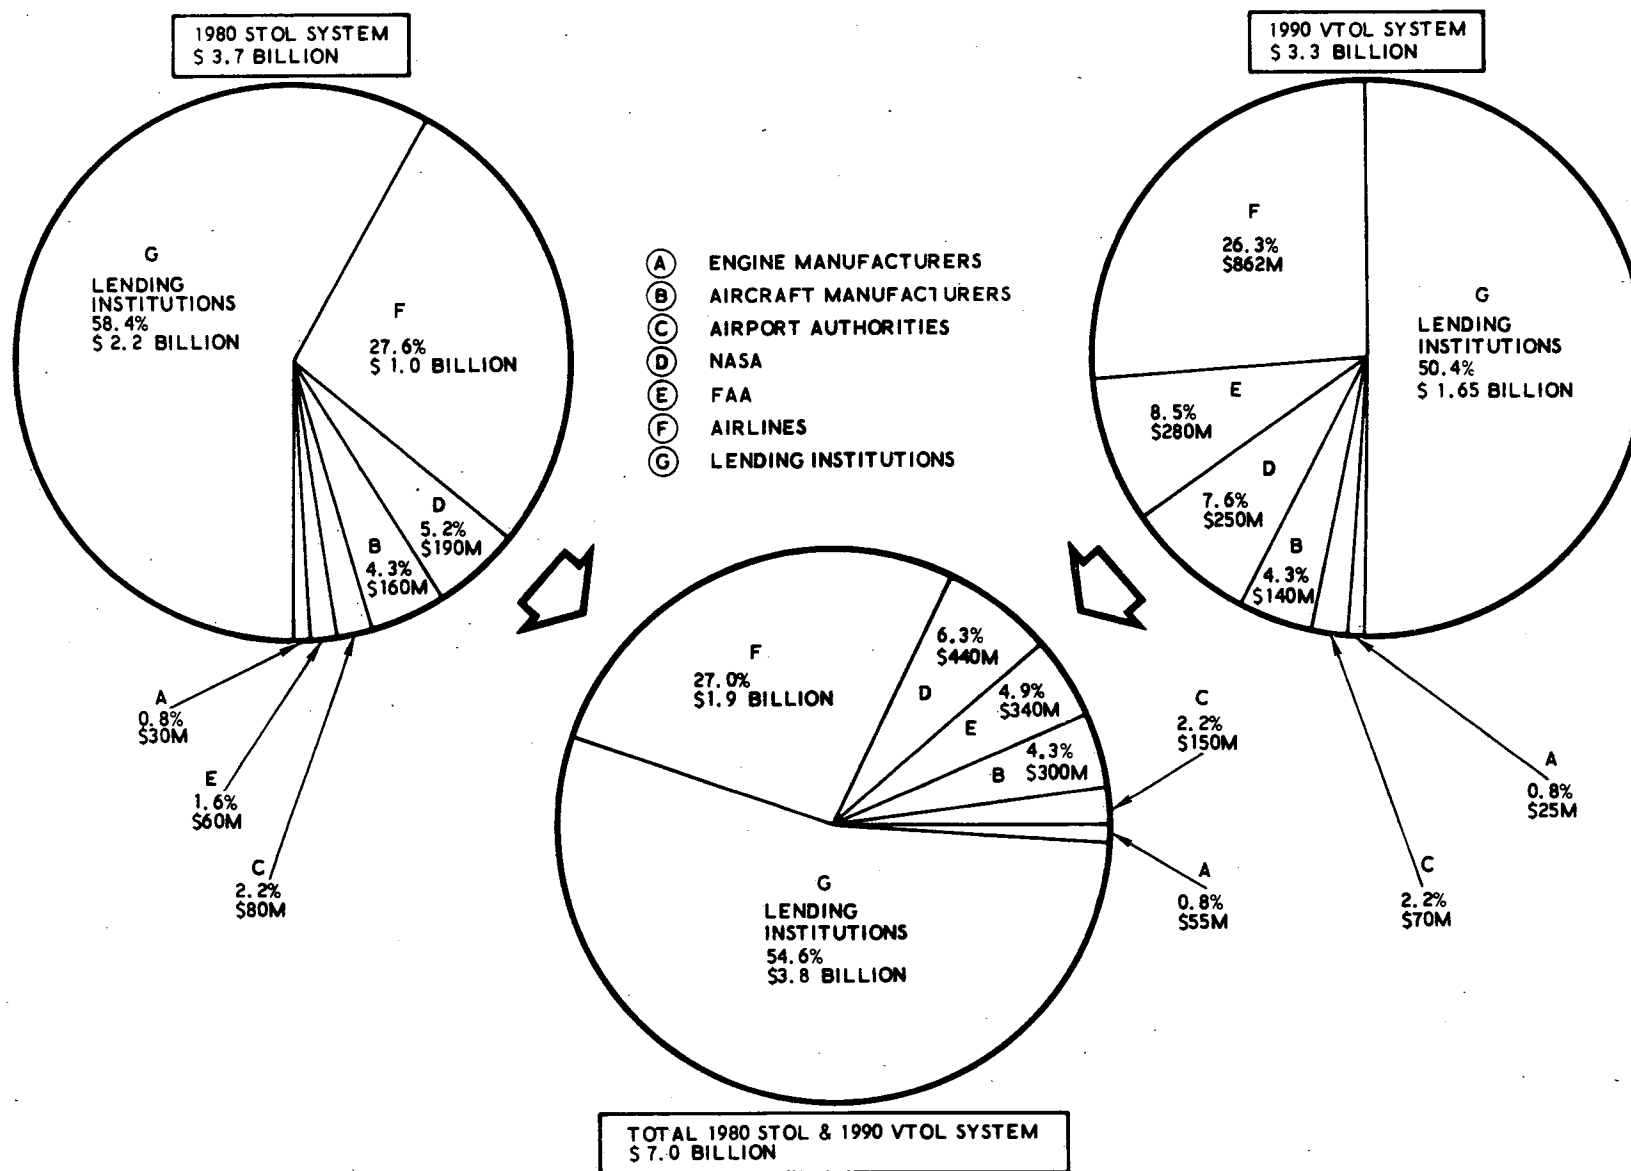 1980 STOL SYSTEM
$ 3.7 BILLION
G
LENDING
INSTITUTIONS
58.4%
$ 2.2 BILLION
F
27.6%
$ 1.0 BILLION
D
5.2%
$190M
B
4.3%
$160M
A
0.8%
$30M
E
1.6%
$60M
C
2.2%
$80M
A ENGINE MANUFACTURERS
B AIRCRAFT MANUFACTURERS
C AIRPORT AUTHORITIES
D NASA
E FAA
F AIRLINES
G LENDING INSTITUTIONS
1990 VTOL SYSTEM
$ 3.3 BILLION
F
26.3%
$862M
G
LENDING
INSTITUTIONS
50.4%
$ 1.65 BILLION
E
8.5%
$280M
D
7.6%
$250M
B
4.3%
$140M
A
0.8%
$25M
C
2.2%
$70M
F
27.0%
$1.9 BILLION
6.3%
$440M
D
4.9%
$340M
E
4.3%
$300M
B
C
2.2%
$150M
A
0.8%
$55M
G
LENDING
INSTITUTIONS
54.6%
$3.8 BILLION
TOTAL 1980 STOL & 1990 VTOL SYSTEM
$ 7.0 BILLION